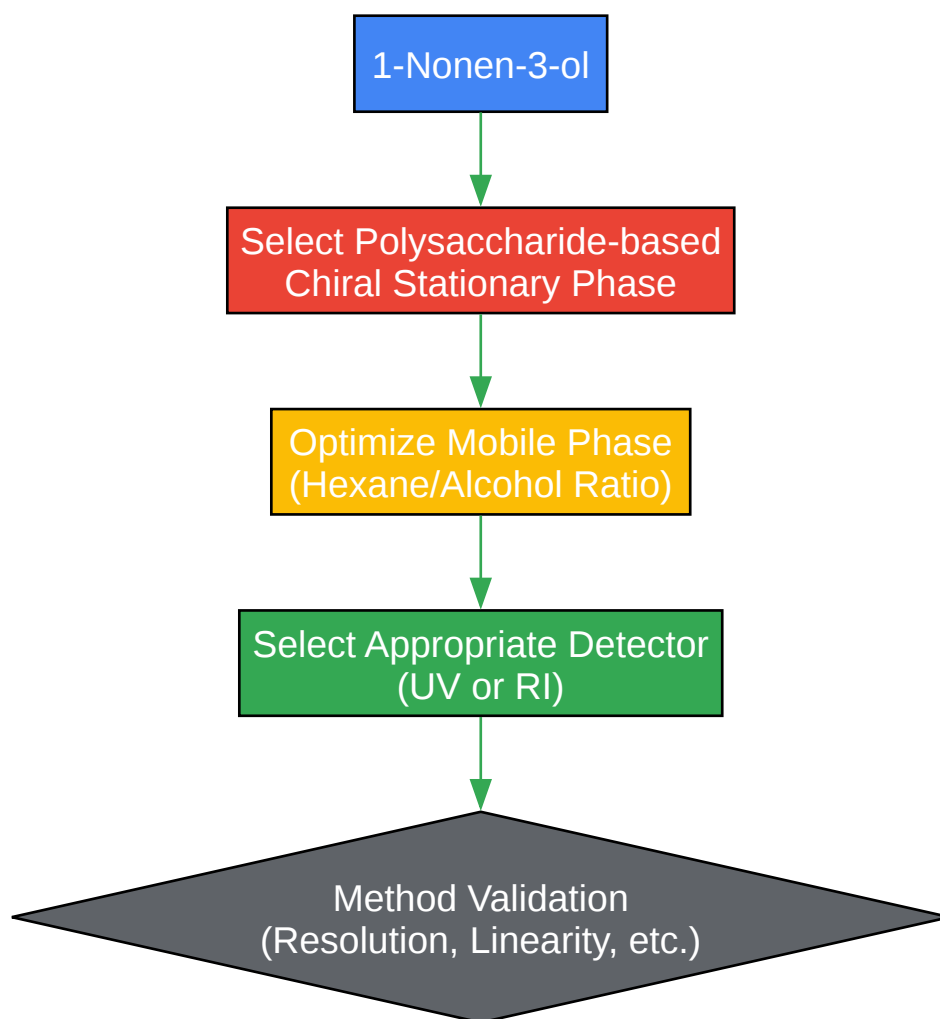 1-Nonen-3-ol
Select Polysaccharide-based
Chiral Stationary Phase
Optimize Mobile Phase
(Hexane/Alcohol Ratio)
Select Appropriate Detector
(UV or RI)
Method Validation
(Resolution, Linearity, etc.)